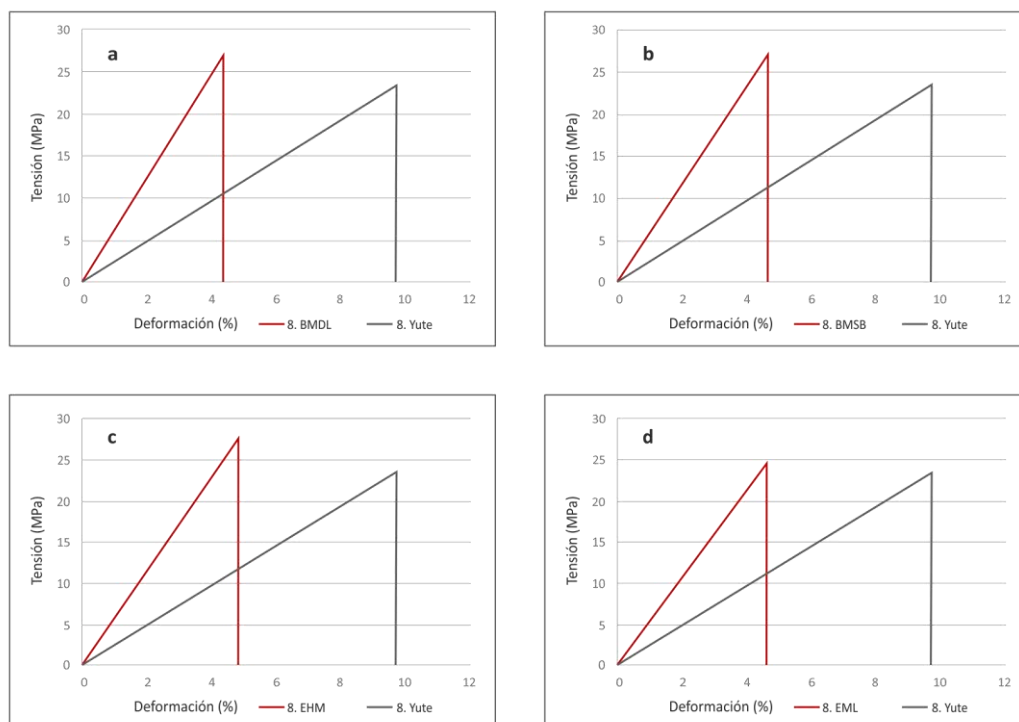 a
30
25
20
15
10
5
0
Tensión (MPa)
0 2 4 6 8 10 12
Deformación (%) 8. BMDL 8. Yute
b
30
25
20
15
10
5
0
Tensión (MPa)
0 2 4 6 8 10 12
Deformación (%) 8. BMSB 8. Yute
c
30
25
20
15
10
5
0
Tensión (MPa)
0 2 4 6 8 10 12
Deformación (%) 8. EHM 8. Yute
d
30
25
20
15
10
5
0
Tensión (MPa)
0 2 4 6 8 10 12
Deformación (%) 8. EML 8. Yute